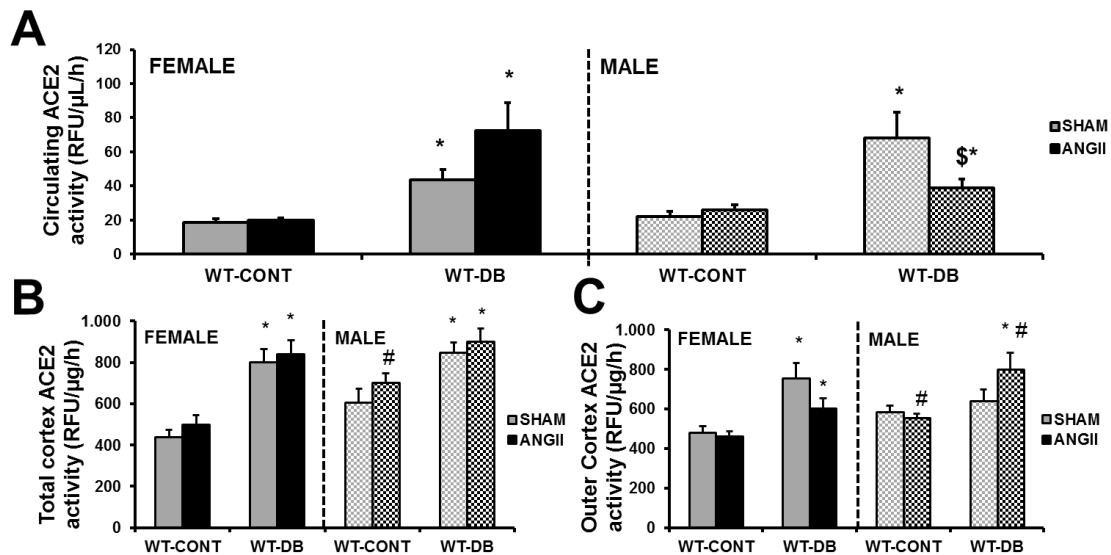 A
Circulating ACE2
activity (RFU/µL/h)
120
100
80
60
40
20
0
FEMALE
MALE
*
*
*
$*
SHAM
ANGII
WT-CONT
WT-DB
WT-CONT
WT-DB
B
Total cortex ACE2
activity (RFU/µg/h)
1.000
800
600
400
200
0
FEMALE
MALE
* *
#
* *
SHAM
ANGII
WT-CONT
WT-DB
WT-CONT
WT-DB
C
Outer Cortex ACE2
activity (RFU/µg/h)
1.000
800
600
400
200
0
FEMALE
MALE
*
*
#
* #
SHAM
ANGII
WT-CONT
WT-DB
WT-CONT
WT-DB